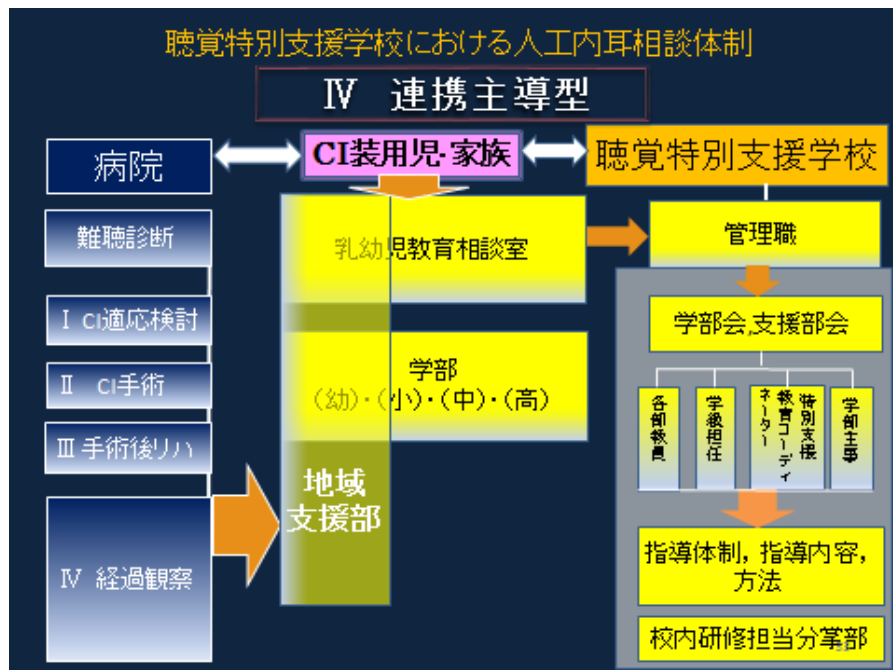 聴覚特別支援学校における人工内耳相談体制
Ⅳ 連携主導型
病院
CI装用児・家族
聴覚特別支援学校
難聴診断
Ⅰ CI適応検討
Ⅱ CI手術
Ⅲ 手術後リハ
Ⅳ 経過観察
乳幼児教育相談室
学部
(幼)・(小)・(中)・(高)
地域
支援部
管理職
学部会,支援部会
各部教員
学級担任
特別支援
教育コーディ
ネーター
学部主事
指導体制，指導内容，
方法
校内研修担当分掌部